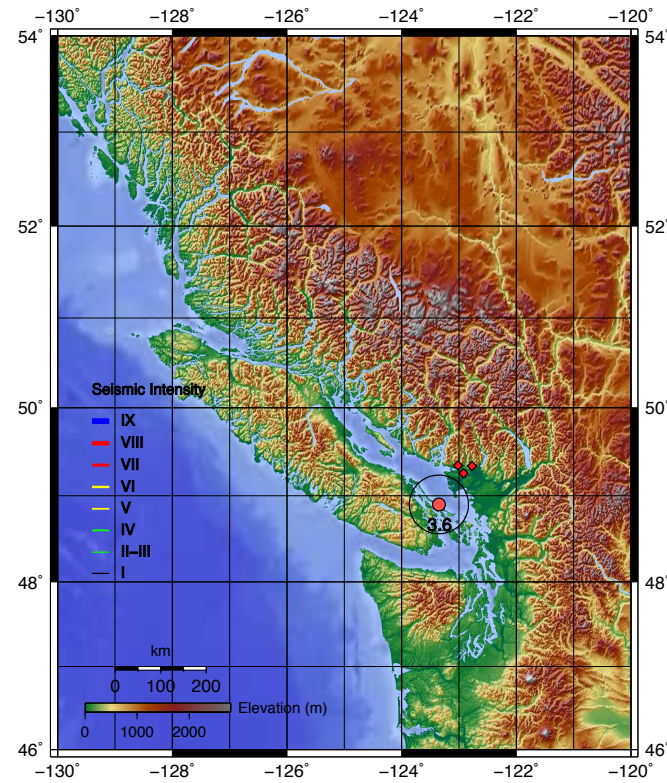 −130˚ −128˚ −126˚ −124˚ −122˚ −120˚
54˚ 54˚
52˚ 52˚
50˚ 50˚
48˚ 48˚
46˚ 46˚
Seismic Intensity
IX
VIII
VII
VI
V
IV
II−III
I
3.6
km
0 100 200
Elevation (m)
0 1000 2000
−130˚ −128˚ −126˚ −124˚ −122˚ −120˚